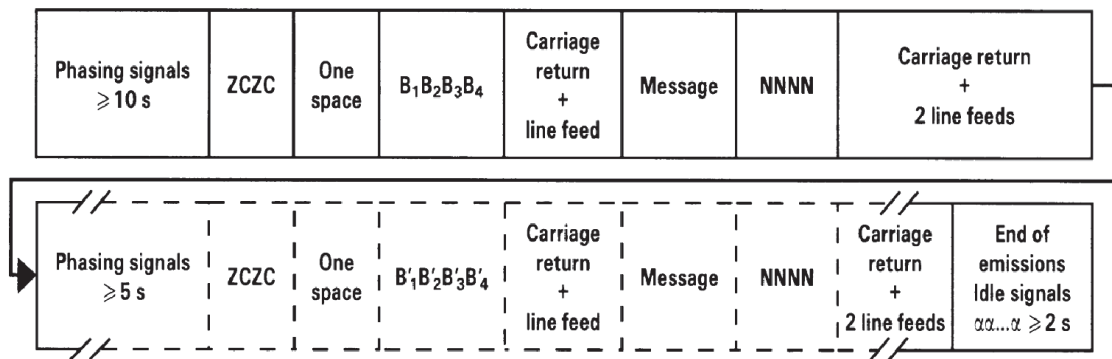 Phasing signals
⩾ 10 s
ZCZC
One
space
B₁B₂B₃B₄
Carriage
return
+
line feed
Message
NNNN
Carriage return
+
2 line feeds
Phasing signals
⩾ 5 s
ZCZC
One
space
B′₁B′₂B′₃B′₄
Carriage
return
+
line feed
Message
NNNN
Carriage
return
+
2 line feeds
End of
emissions
Idle signals
αα...α ⩾ 2 s